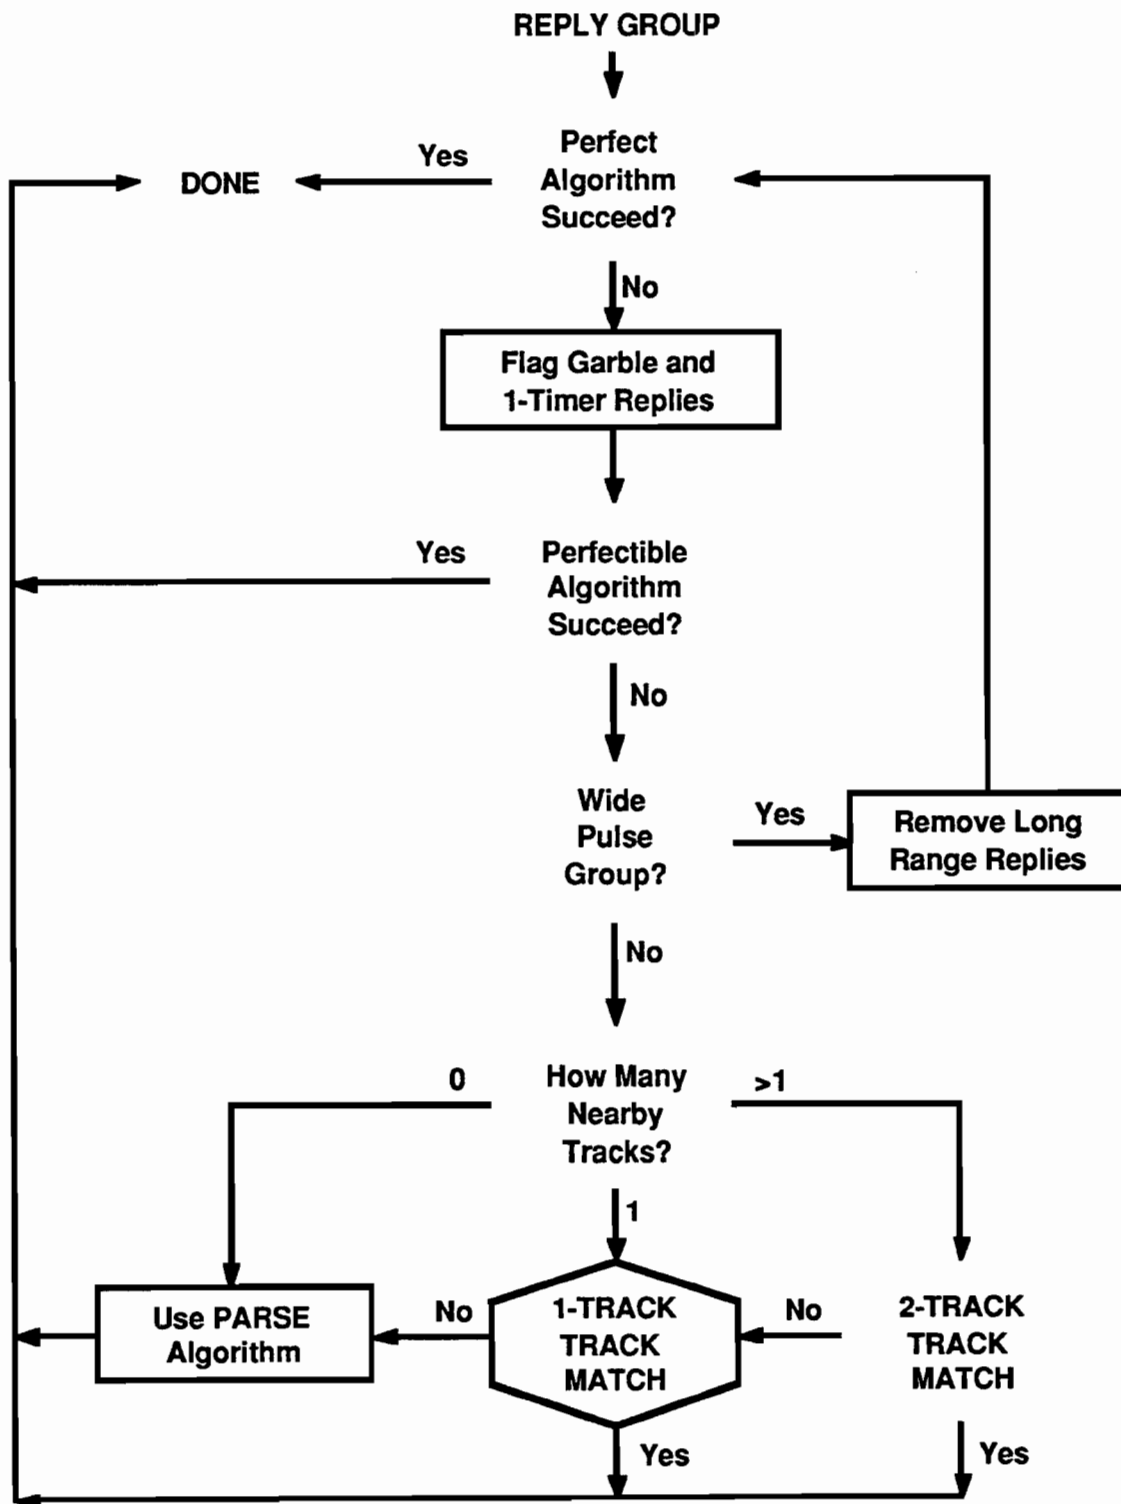 REPLY GROUP
Perfect
Algorithm
Succeed?
Yes
DONE
No
Flag Garble and
1-Timer Replies
Perfectible
Algorithm
Succeed?
Yes
No
Wide
Pulse
Group?
Yes
Remove Long
Range Replies
No
How Many
Nearby
Tracks?
0
>1
1
Use PARSE
Algorithm
No
1-TRACK
TRACK
MATCH
No
2-TRACK
TRACK
MATCH
Yes
Yes